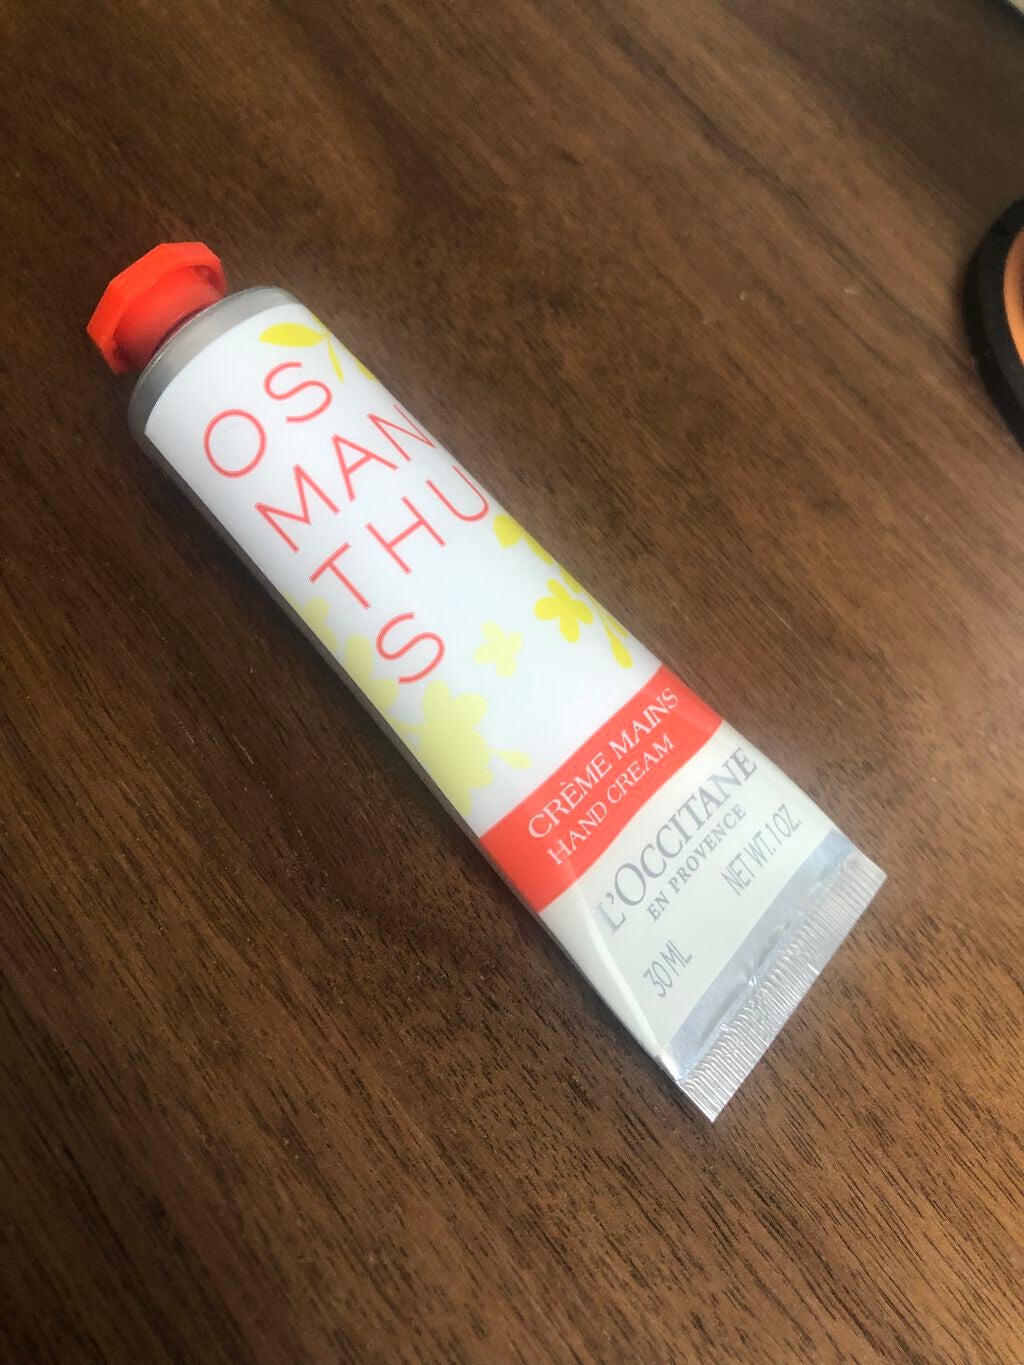 OS
MAN
THU
S
CRÈME MAINS
HAND CREAM
L'OCCITANE
EN PROVENCE
30 ML NET WT.1 OZ.